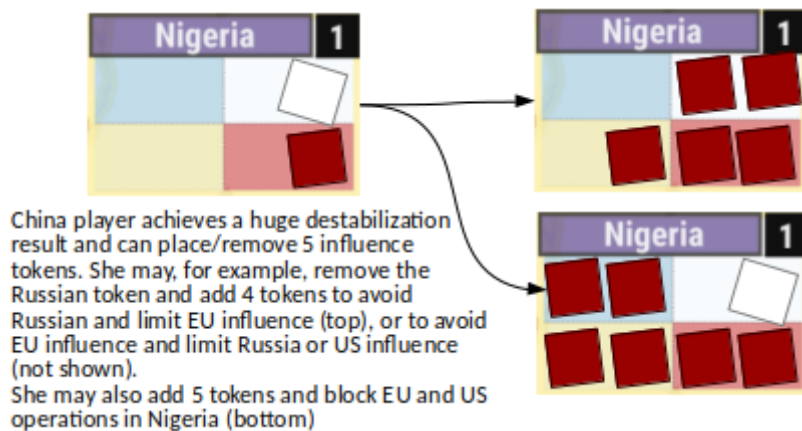 Nigeria 1
Nigeria 1
China player achieves a huge destabilization
result and can place/remove 5 influence
tokens. She may, for example, remove the
Russian token and add 4 tokens to avoid
Russian and limit EU influence (top), or to avoid
EU influence and limit Russia or US influence
(not shown).
She may also add 5 tokens and block EU and US
operations in Nigeria (bottom)
Nigeria 1